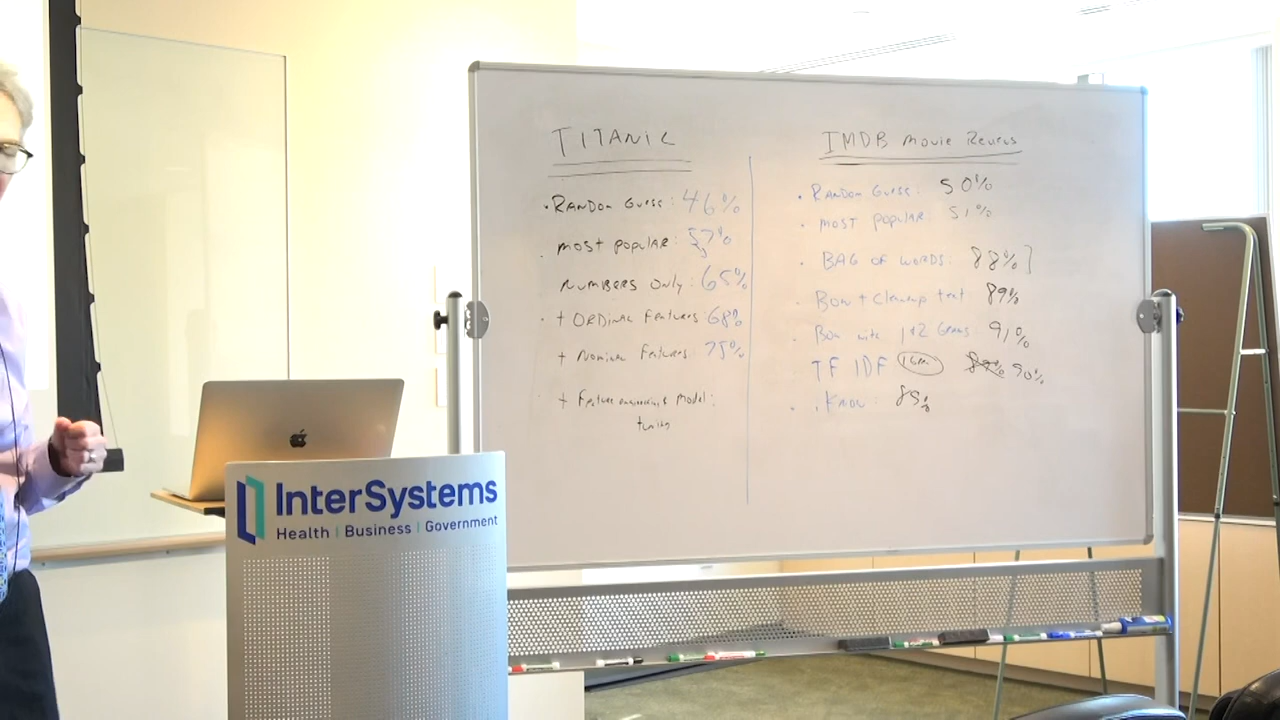 TITANIC
• RANDOM GUESS: 46%
• most popular: 57%
NUMBERS ONLY: 65%
• + ORDINAL Features: 68%
• + Nominal Features 75%
+ Feature engineering & model:
tuning
IMDB Movie Reviews
• RANDOM GUESS: 50%
• most popular: 51%
• BAG OF WORDS: 88%]
• BOW + Cleanup text 89%
• BOW with 1+2 Grams: 91%
TF IDF 90%
• iKNOW: 85%
InterSystems
Health | Business | Government